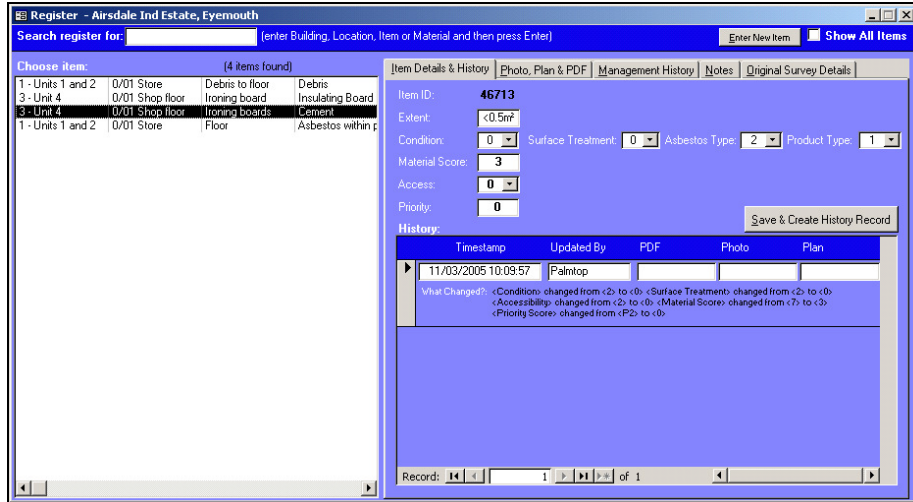 Register - Airsdale Ind Estate, Eyemouth
Search register for: (enter Building, Location, Item or Material and then press Enter) Enter New Item Show All Items
Choose item: (4 items found)
1 - Units 1 and 2 0/01 Store Debris to floor Debris
3 - Unit 4 0/01 Shop floor Ironing board Insulating Board
3 - Unit 4 0/01 Shop floor Ironing boards Cement
1 - Units 1 and 2 0/01 Store Floor Asbestos within p
Item Details & History Photo, Plan & PDF Management History Notes Original Survey Details
Item ID: 46713
Extent: <0.5m²
Condition: 0 Surface Treatment: 0 Asbestos Type: 2 Product Type: 1
Material Score: 3
Access: 0
Priority: 0
Save & Create History Record
History:
Timestamp Updated By PDF Photo Plan
11/03/2005 10:09:57 Palmtop
What Changed?: <Condition> changed from <2> to <0> <Surface Treatment> changed from <2> to <0>
<Accessibility> changed from <2> to <0> <Material Score> changed from <7> to <3>
<Priority Score> changed from <P2> to <0>
Record: 1 of 1